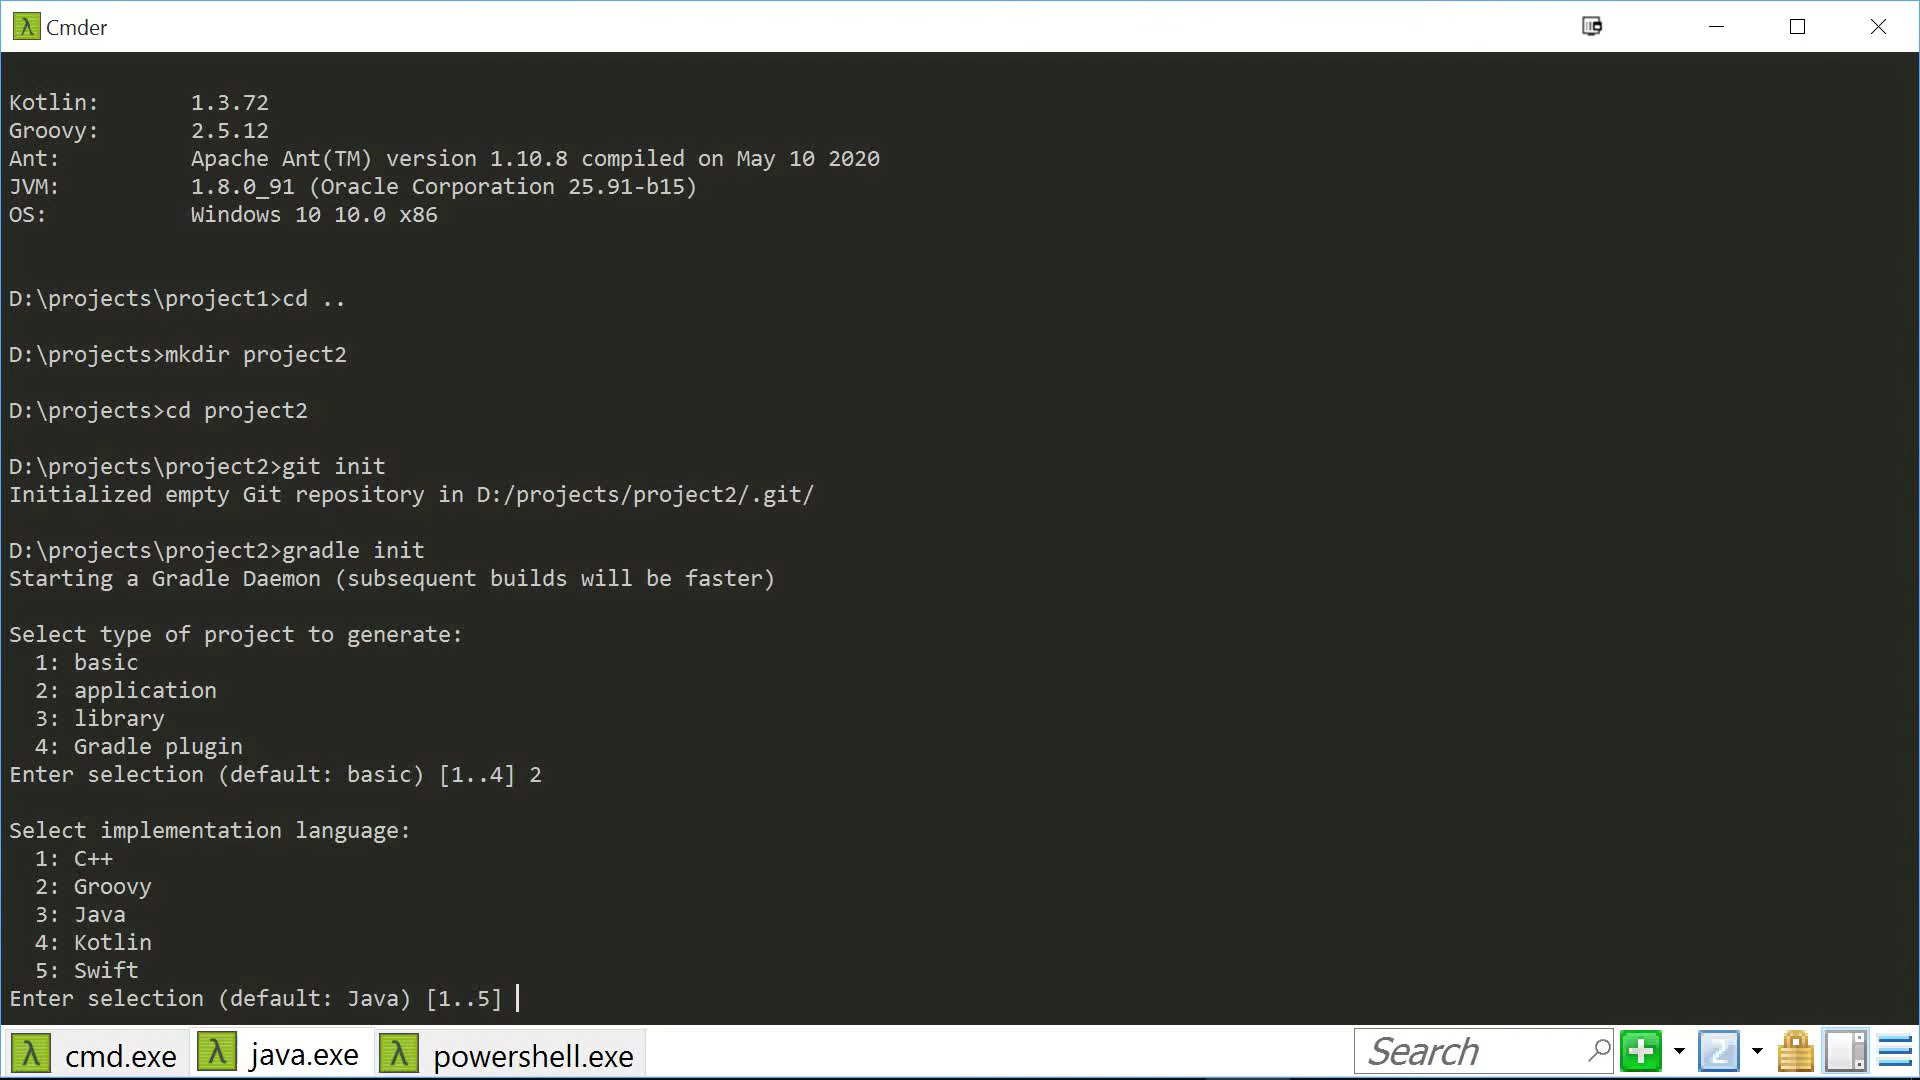 Cmder
Kotlin:       1.3.72
Groovy:       2.5.12
Ant:          Apache Ant(TM) version 1.10.8 compiled on May 10 2020
JVM:          1.8.0_91 (Oracle Corporation 25.91-b15)
OS:           Windows 10 10.0 x86
D:\projects\project1>cd ..
D:\projects>mkdir project2
D:\projects>cd project2
D:\projects\project2>git init
Initialized empty Git repository in D:/projects/project2/.git/
D:\projects\project2>gradle init
Starting a Gradle Daemon (subsequent builds will be faster)
Select type of project to generate:
  1: basic
  2: application
  3: library
  4: Gradle plugin
Enter selection (default: basic) [1..4] 2
Select implementation language:
  1: C++
  2: Groovy
  3: Java
  4: Kotlin
  5: Swift
Enter selection (default: Java) [1..5]
cmd.exe java.exe powershell.exe Search 2